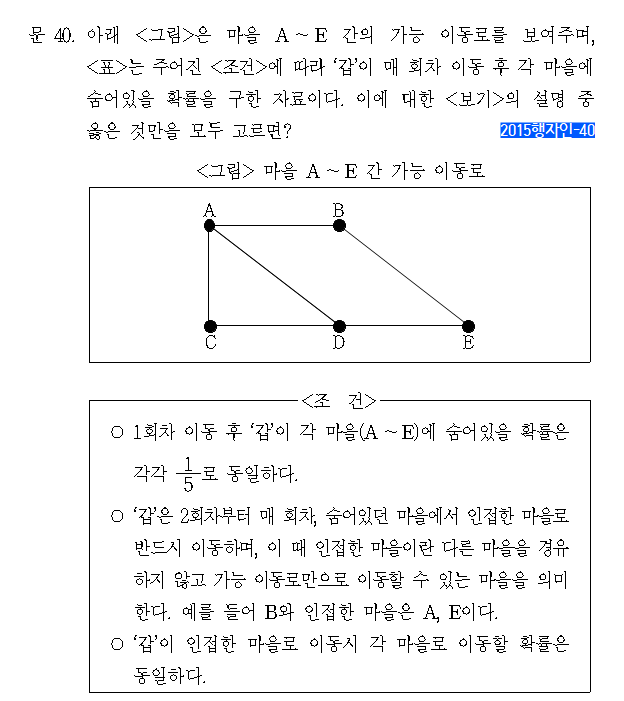 문 40. 아래 <그림>은 마을 A ~ E 간의 가능 이동로를 보여주며,
<표>는 주어진 <조건>에 따라 ‘갑’이 매 회차 이동 후 각 마을에
숨어있을 확률을 구한 자료이다. 이에 대한 <보기>의 설명 중
옳은 것만을 모두 고르면?
2015행자인-40
<그림> 마을 A ~ E 간 가능 이동로
A B
C D E
<조 건>
○ 1회차 이동 후 ‘갑’이 각 마을(A ~ E)에 숨어있을 확률은
각각 1/5로 동일하다.
○ ‘갑’은 2회차부터 매 회차, 숨어있던 마을에서 인접한 마을로
반드시 이동하며, 이 때 인접한 마을이란 다른 마을을 경유
하지 않고 가능 이동로만으로 이동할 수 있는 마을을 의미
한다. 예를 들어 B와 인접한 마을은 A, E이다.
○ ‘갑’이 인접한 마을로 이동시 각 마을로 이동할 확률은
동일하다.